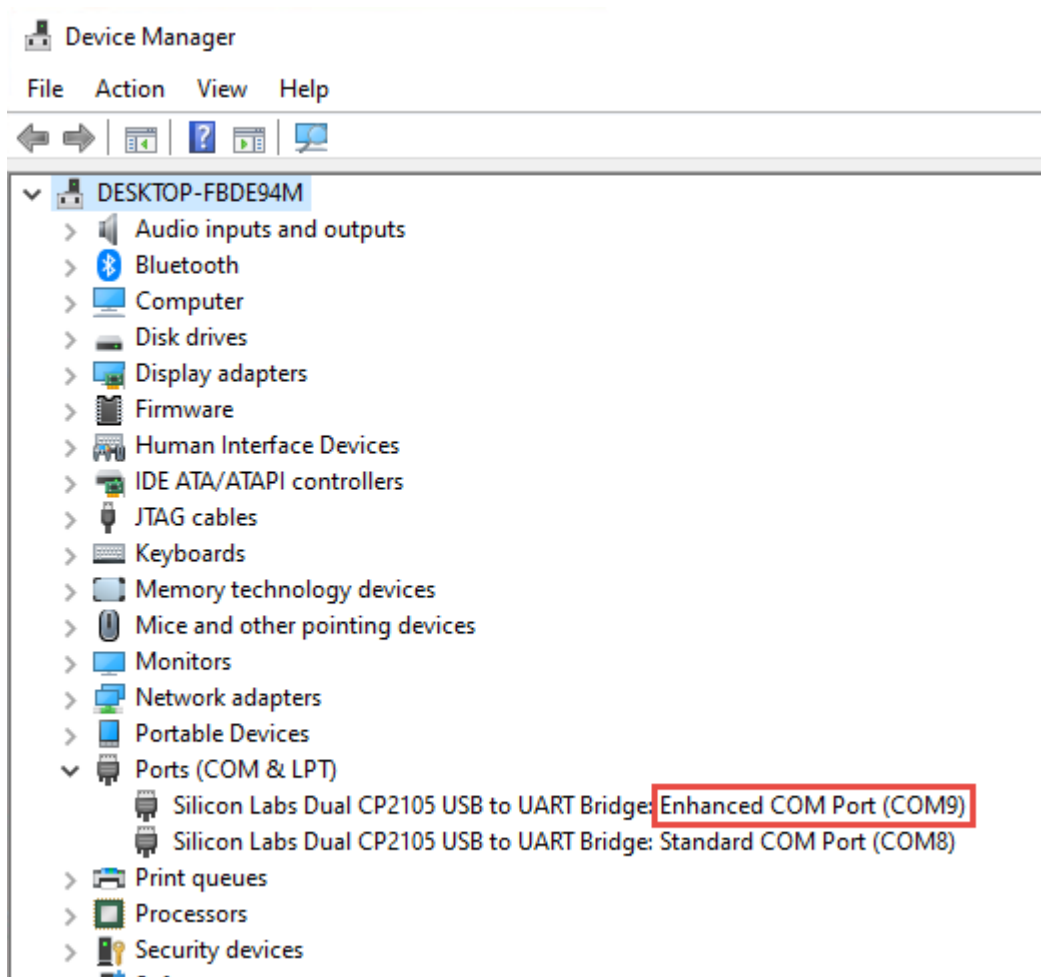 Device Manager
File Action View Help
DESKTOP-FBDE94M
Audio inputs and outputs
Bluetooth
Computer
Disk drives
Display adapters
Firmware
Human Interface Devices
IDE ATA/ATAPI controllers
JTAG cables
Keyboards
Memory technology devices
Mice and other pointing devices
Monitors
Network adapters
Portable Devices
Ports (COM & LPT)
Silicon Labs Dual CP2105 USB to UART Bridge: Enhanced COM Port (COM9)
Silicon Labs Dual CP2105 USB to UART Bridge: Standard COM Port (COM8)
Print queues
Processors
Security devices